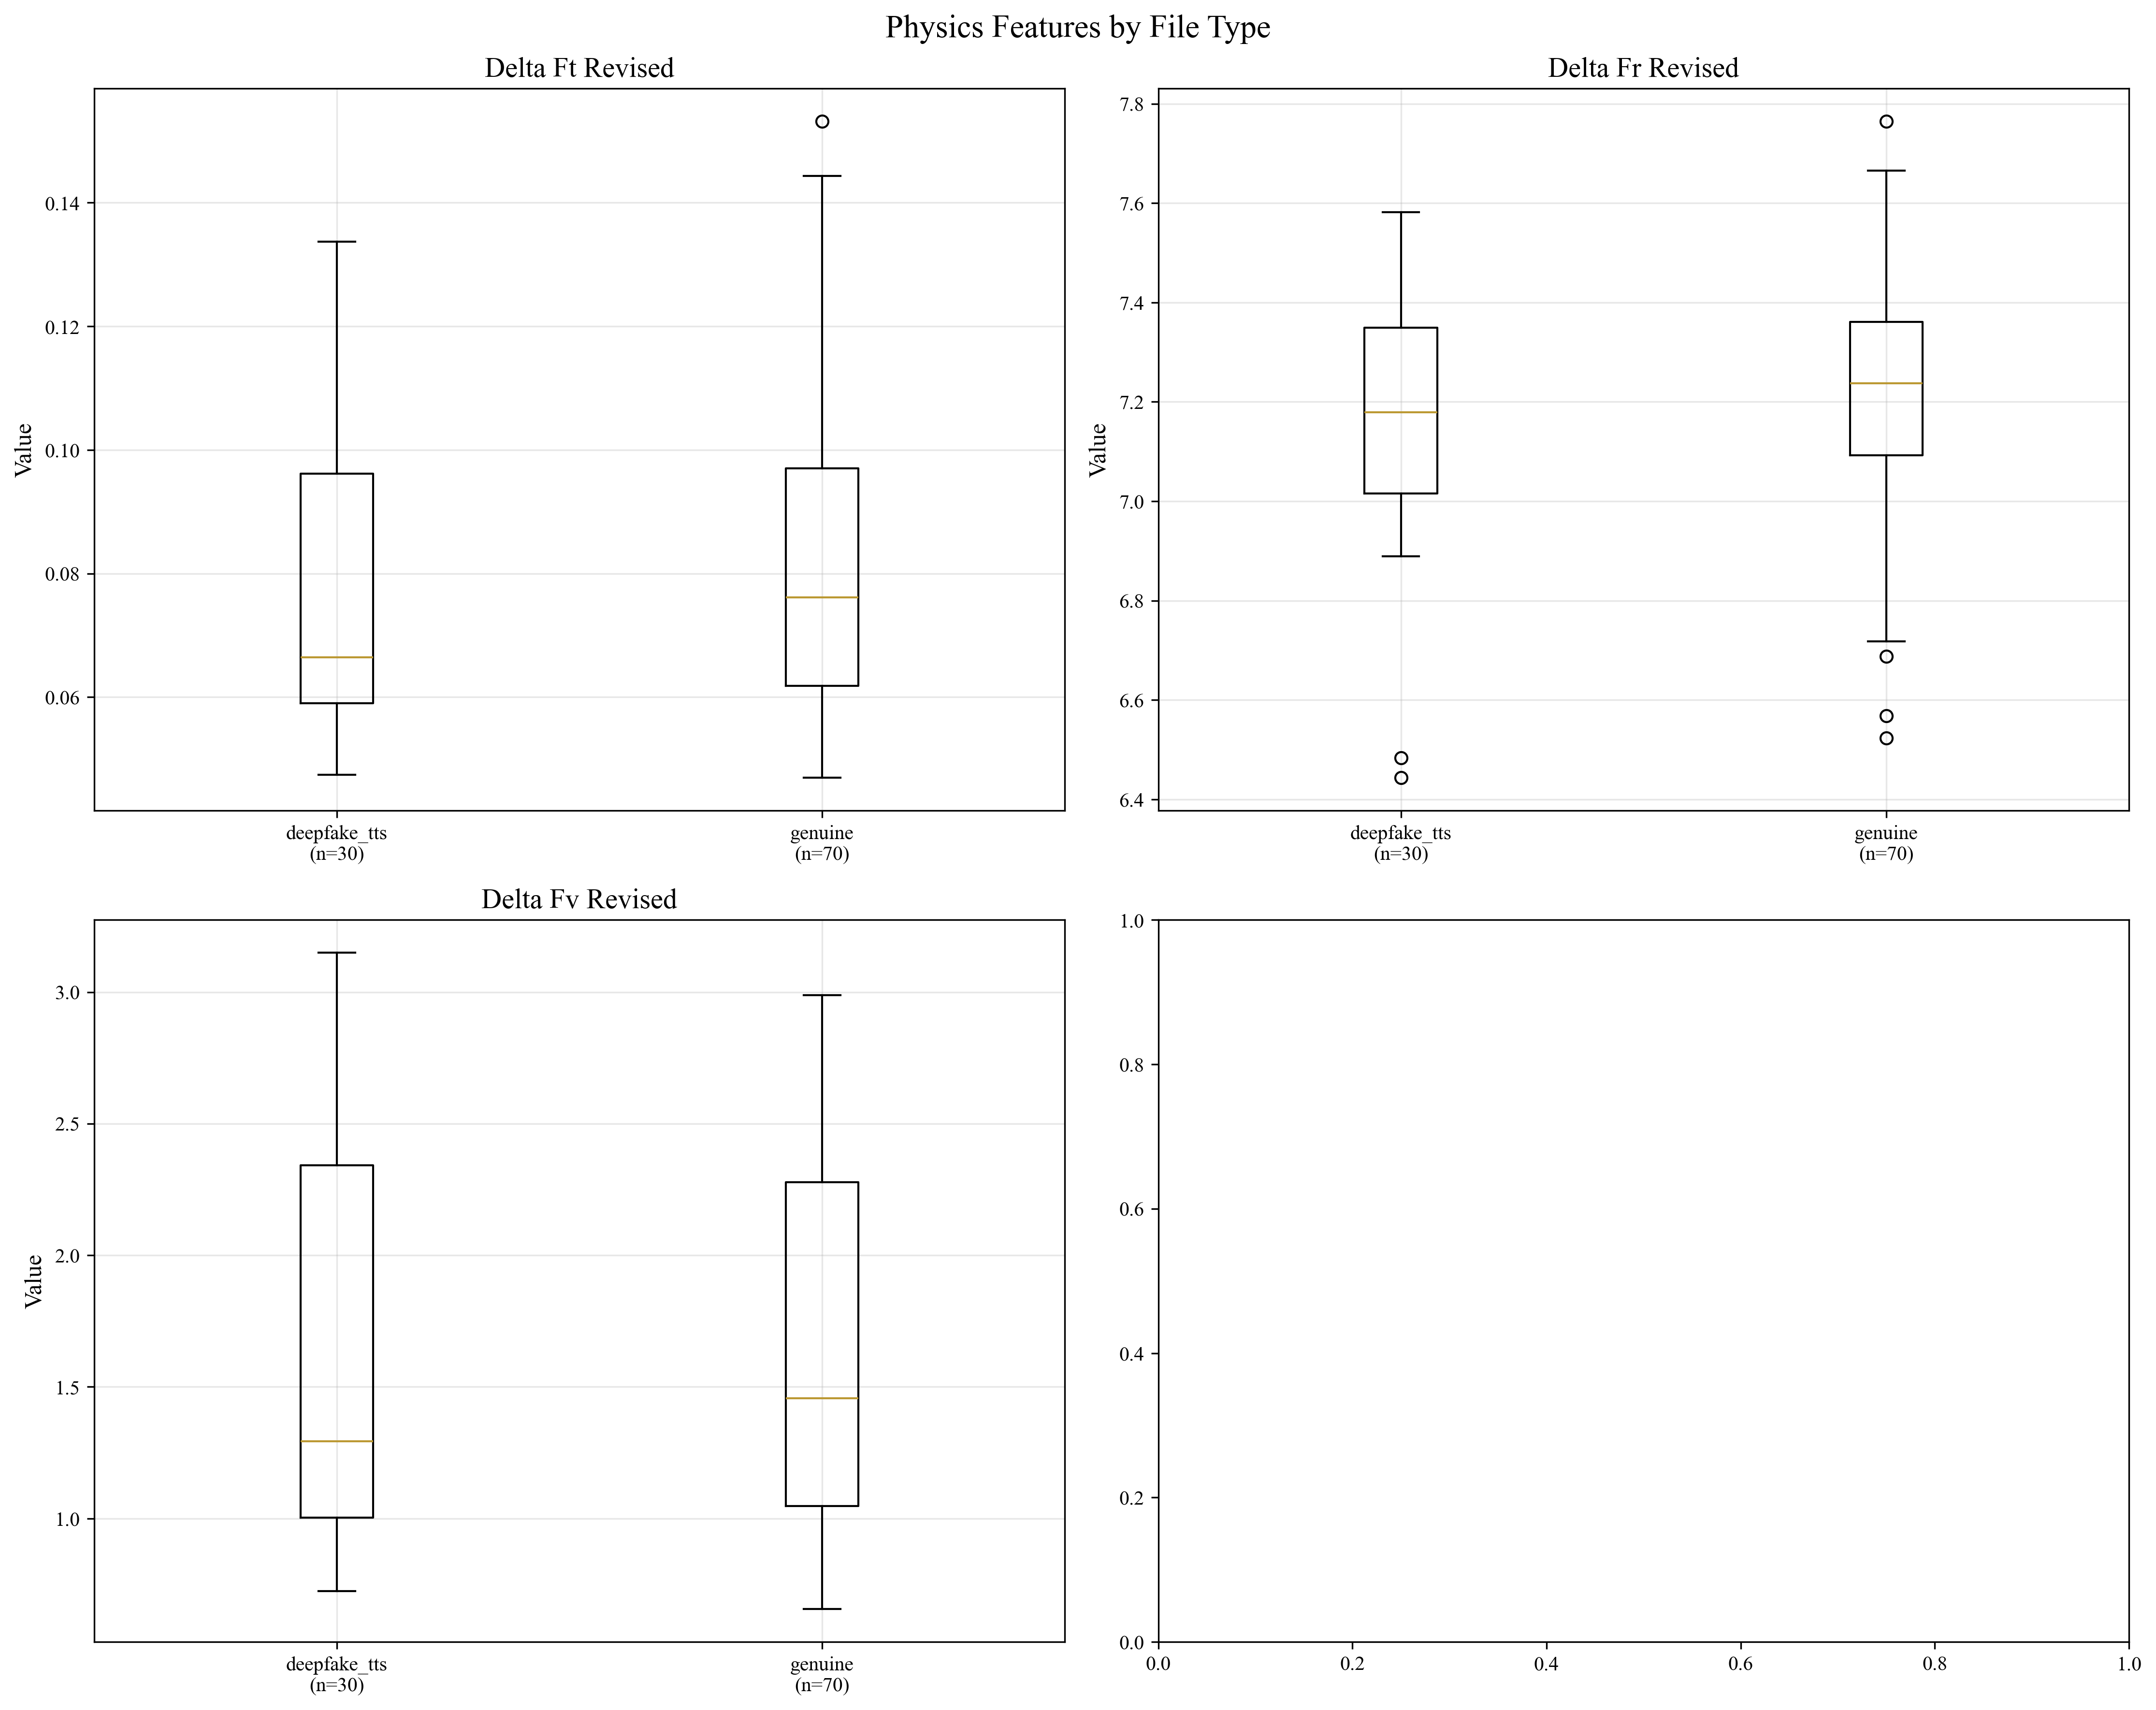 Physics Features by File Type
Delta Ft Revised
Value
0.14
0.12
0.10
0.08
0.06
deepfake_tts
(n=30)
genuine
(n=70)
Delta Fr Revised
Value
7.8
7.6
7.4
7.2
7.0
6.8
6.6
6.4
deepfake_tts
(n=30)
genuine
(n=70)
Delta Fv Revised
Value
3.0
2.5
2.0
1.5
1.0
deepfake_tts
(n=30)
genuine
(n=70)
1.0
0.8
0.6
0.4
0.2
0.0
0.0 0.2 0.4 0.6 0.8 1.0